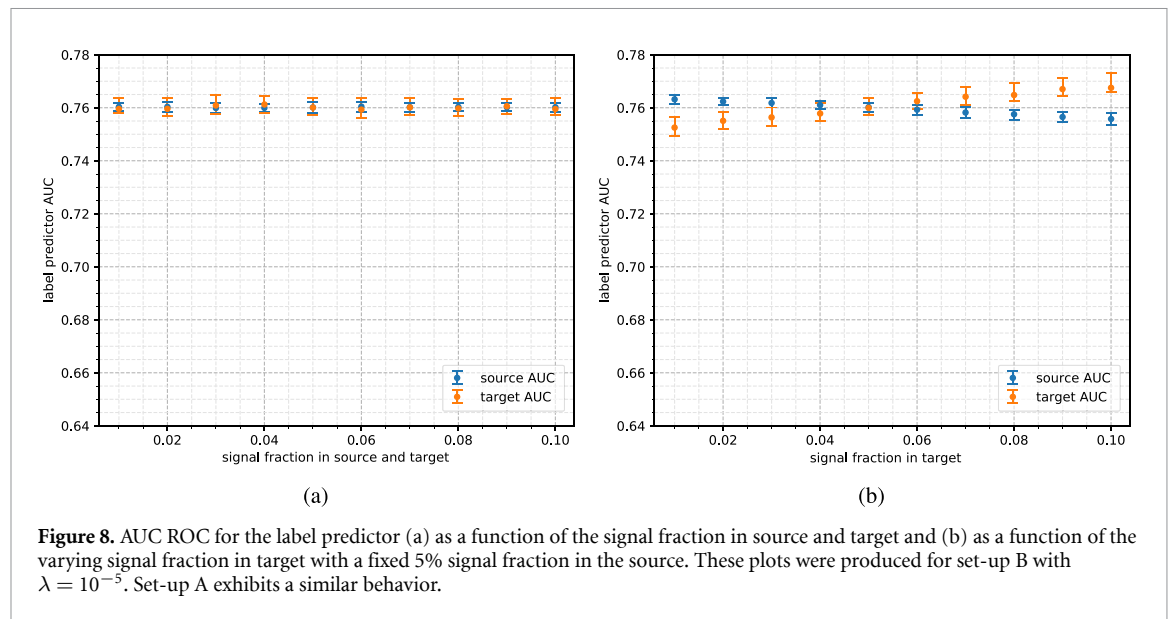 0.78
0.76
0.74
0.72
0.70
0.68
0.66
0.64
label predictor AUC
source AUC
target AUC
0.02 0.04 0.06 0.08 0.10
signal fraction in source and target
(a)
0.78
0.76
0.74
0.72
0.70
0.68
0.66
0.64
label predictor AUC
source AUC
target AUC
0.02 0.04 0.06 0.08 0.10
signal fraction in target
(b)
Figure 8. AUC ROC for the label predictor (a) as a function of the signal fraction in source and target and (b) as a function of the
varying signal fraction in target with a fixed 5% signal fraction in the source. These plots were produced for set-up B with
λ = 10⁻⁵. Set-up A exhibits a similar behavior.